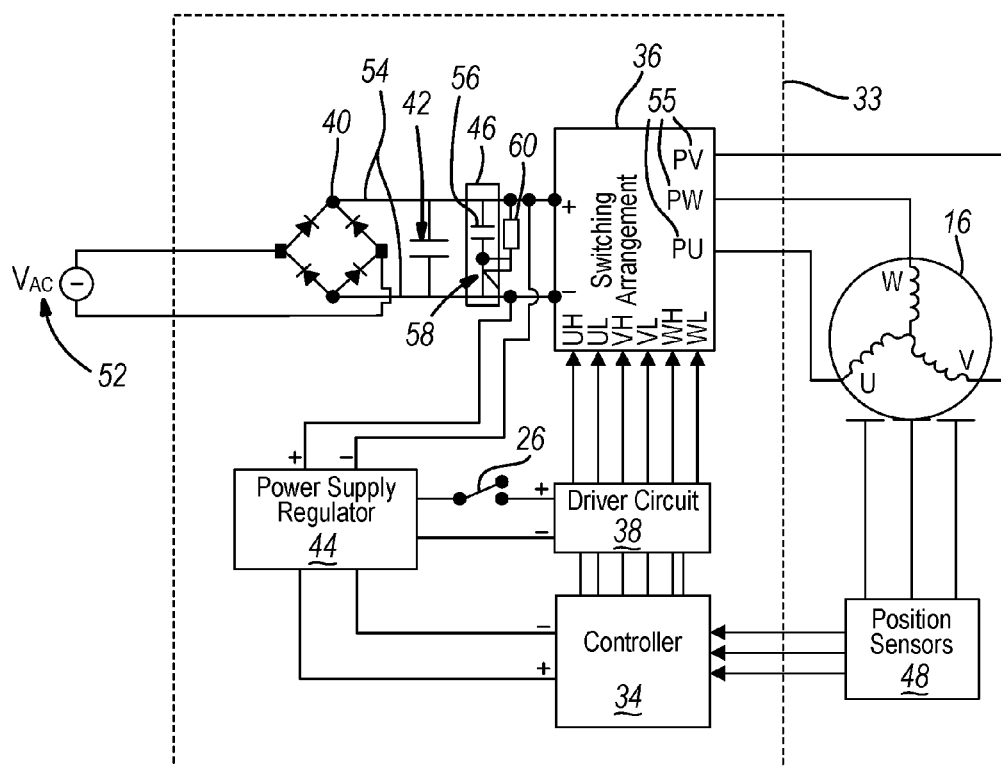 36
54
56
42
46
40
60
55
33
PV
PW
PU
+
−
Switching
Arrangement
16
W
U
V
VAC
52
58
UH
UL
VH
VL
WH
WL
+
−
26
Power Supply
Regulator
44
+
−
Driver Circuit
38
−
+
Controller
34
Position
Sensors
48